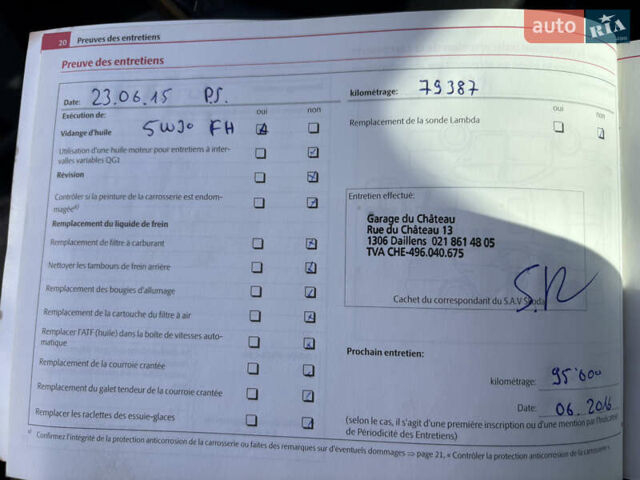 auto RIA .com
20 Preuves des entretiens
Preuve des entretiens
Date: 23.06.15 P.S.
kilométrage: 79387
Exécution de: oui non
Vidange d'huile 5W30 FH
Utilisation d'une huile moteur pour entretiens à inter-
valles variables QG1
Révision
Contrôler si la peinture de la carrosserie est endom-
magée a)
Remplacement du liquide de frein
Remplacement de filtre à carburant
Nettoyer les tambours de frein arrière
Remplacement des bougies d'allumage
Remplacement de la cartouche du filtre à air
Remplacer l'ATF (huile) dans la boîte de vitesses auto-
matique
Remplacement de la courroie crantée
Remplacement du galet tendeur de la courroie crantée
Remplacer les raclettes des essuie-glaces
oui non
Remplacement de la sonde Lambda
Entretien effectué:
Garage du Château
Rue du Château 13
1306 Daillens 021 861 48 05
TVA CHE-496.040.675
Cachet du correspondant du S.A.V Škoda
Prochain entretien:
kilométrage: 95'600
Date: 06.2016
(selon le cas, il s'agit d'une première inscription ou d'une mention par l'Indicateur
de Périodicité des Entretiens)
a) Confirmez l'intégrité de la protection anticorrosion de la carrosserie ou faites des remarques sur d'éventuels dommages ⇒ page 21, « Contrôler la protection anticorrosion de la carrosserie ».